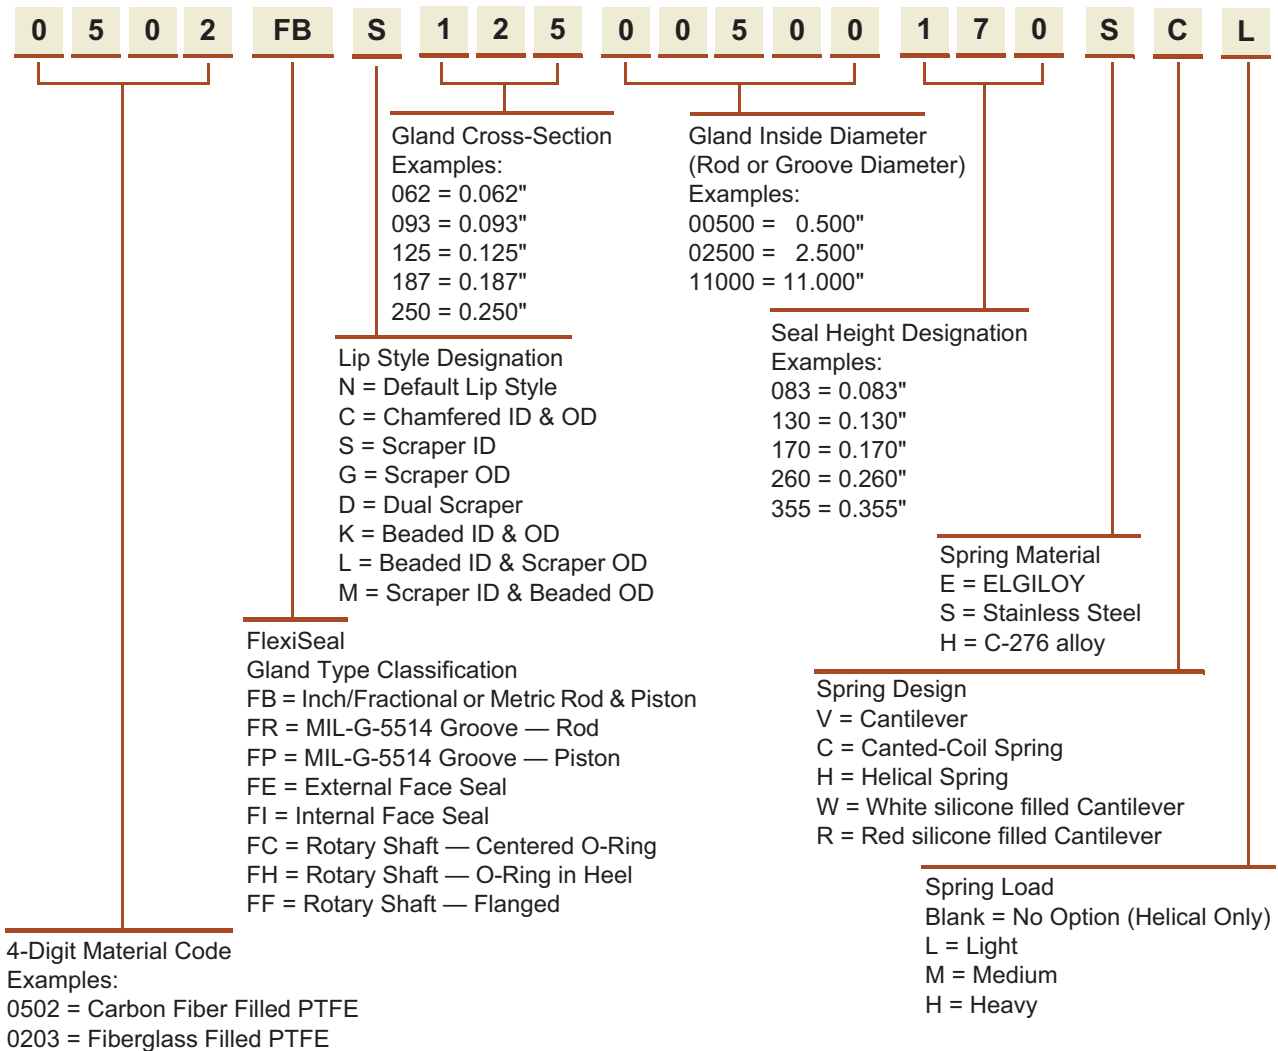 0 5 0 2 FB S 1 2 5 0 0 5 0 0 1 7 0 S C L
Gland Cross-Section
Examples:
062 = 0.062"
093 = 0.093"
125 = 0.125"
187 = 0.187"
250 = 0.250"
Gland Inside Diameter
(Rod or Groove Diameter)
Examples:
00500 = 0.500"
02500 = 2.500"
11000 = 11.000"
Seal Height Designation
Examples:
083 = 0.083"
130 = 0.130"
170 = 0.170"
260 = 0.260"
355 = 0.355"
Lip Style Designation
N = Default Lip Style
C = Chamfered ID & OD
S = Scraper ID
G = Scraper OD
D = Dual Scraper
K = Beaded ID & OD
L = Beaded ID & Scraper OD
M = Scraper ID & Beaded OD
Spring Material
E = ELGILOY
S = Stainless Steel
H = C-276 alloy
FlexiSeal
Gland Type Classification
FB = Inch/Fractional or Metric Rod & Piston
FR = MIL-G-5514 Groove — Rod
FP = MIL-G-5514 Groove — Piston
FE = External Face Seal
FI = Internal Face Seal
FC = Rotary Shaft — Centered O-Ring
FH = Rotary Shaft — O-Ring in Heel
FF = Rotary Shaft — Flanged
Spring Design
V = Cantilever
C = Canted-Coil Spring
H = Helical Spring
W = White silicone filled Cantilever
R = Red silicone filled Cantilever
Spring Load
Blank = No Option (Helical Only)
L = Light
M = Medium
H = Heavy
4-Digit Material Code
Examples:
0502 = Carbon Fiber Filled PTFE
0203 = Fiberglass Filled PTFE